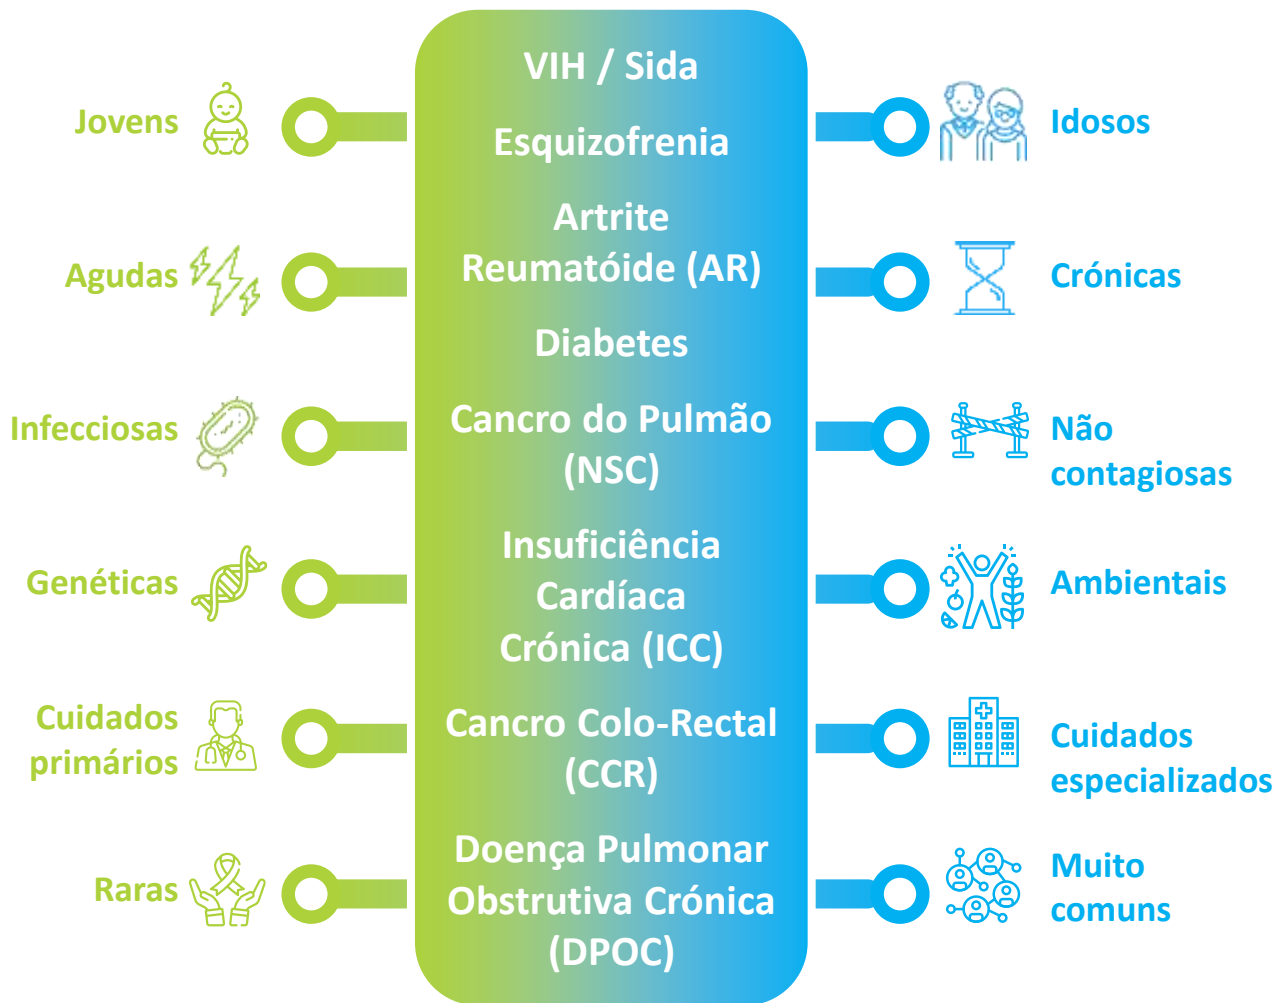 Jovens
Agudas
Infecciosas
Genéticas
Cuidados
primários
Raras
VIH / Sida
Esquizofrenia
Artrite
Reumatóide (AR)
Diabetes
Cancro do Pulmão
(NSC)
Insuficiência
Cardíaca
Crónica (ICC)
Cancro Colo-Rectal
(CCR)
Doença Pulmonar
Obstrutiva Crónica
(DPOC)
Idosos
Crónicas
Não
contagiosas
Ambientais
Cuidados
especializados
Muito
comuns